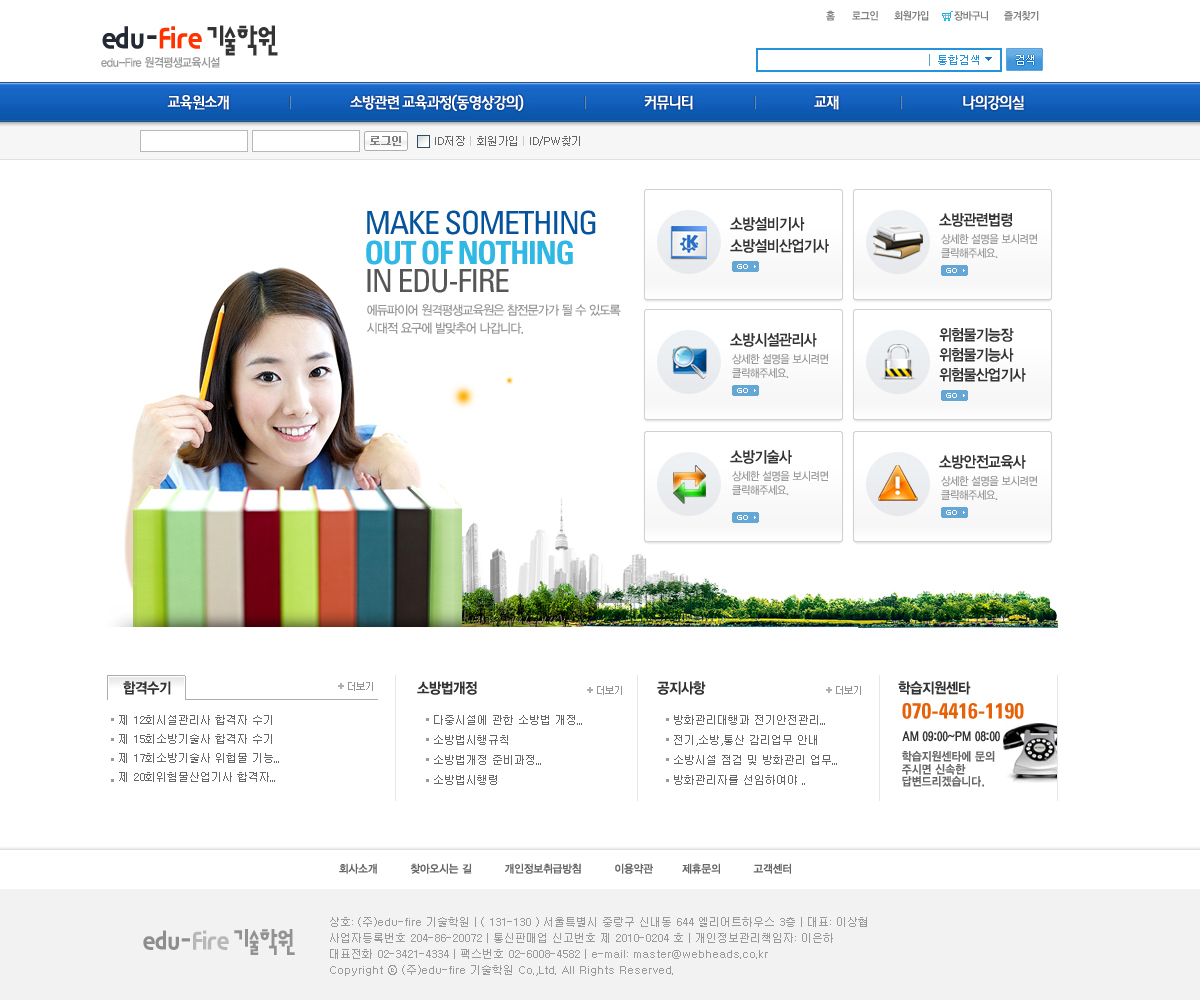 홈 로그인 회원가입 장바구니 즐겨찾기
edu-Fire 기술학원
edu-Fire 원격평생교육시설
통합검색 검색
교육원소개 소방관련 교육과정(동영상강의) 커뮤니티 교재 나의강의실
로그인 ID저장 회원가입 ID/PW찾기
MAKE SOMETHING
OUT OF NOTHING
IN EDU-FIRE
에듀파이어 원격평생교육원은 참전문가가 될 수 있도록
시대적 요구에 발맞추어 나갑니다.
소방설비기사
소방설비산업기사
GO
소방관련법령
상세한 설명을 보시려면
클릭해주세요.
GO
소방시설관리사
상세한 설명을 보시려면
클릭해주세요.
GO
위험물기능장
위험물기능사
위험물산업기사
GO
소방기술사
상세한 설명을 보시려면
클릭해주세요.
GO
소방안전교육사
상세한 설명을 보시려면
클릭해주세요.
GO
합격수기 + 더보기
제 12회시설관리사 합격자 수기
제 15회소방기술사 합격자 수기
제 17회소방기술사 위험물 기능...
제 20회위험물산업기사 합격자...
소방법개정 + 더보기
다중시설에 관한 소방법 개정...
소방법시행규칙
소방법개정 준비과정...
소방법시행령
공지사항 + 더보기
방화관리대행과 전기안전관리...
전기,소방,통신 감리업무 안내
소방시설 점검 및 방화관리 업무...
방화관리자를 선임하여야 ..
학습지원센타
070-4416-1190
AM 09:00~PM 08:00
학습지원센타에 문의
주시면 신속한
답변드리겠습니다.
회사소개 찾아오시는 길 개인정보취급방침 이용약관 제휴문의 고객센터
edu-Fire 기술학원
상호: (주)edu-fire 기술학원 | ( 131-130 ) 서울특별시 중랑구 신내동 644 엘리어트하우스 3층 | 대표: 이상협
사업자등록번호 204-86-20072 | 통신판매업 신고번호 제 2010-0204 호 | 개인정보관리책임자: 이은하
대표전화 02-3421-4334 | 팩스번호 02-6008-4582 | e-mail: master@webheads.co.kr
Copyright ⓒ (주)edu-fire 기술학원 Co.,Ltd. All Rights Reserved.